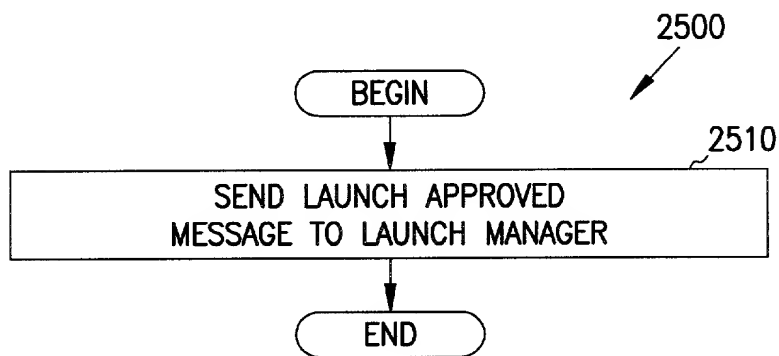 2500
BEGIN
2510
SEND LAUNCH APPROVED
MESSAGE TO LAUNCH MANAGER
END